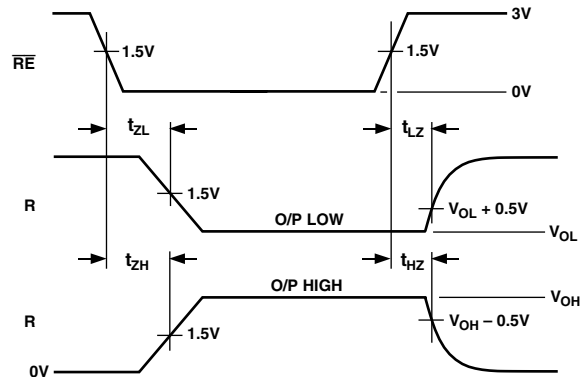 3V
RE
1.5V
1.5V
0V
tZL
tLZ
R
1.5V
O/P LOW
VOL + 0.5V
VOL
tZH
tHZ
O/P HIGH
VOH
R
1.5V
VOH – 0.5V
0V